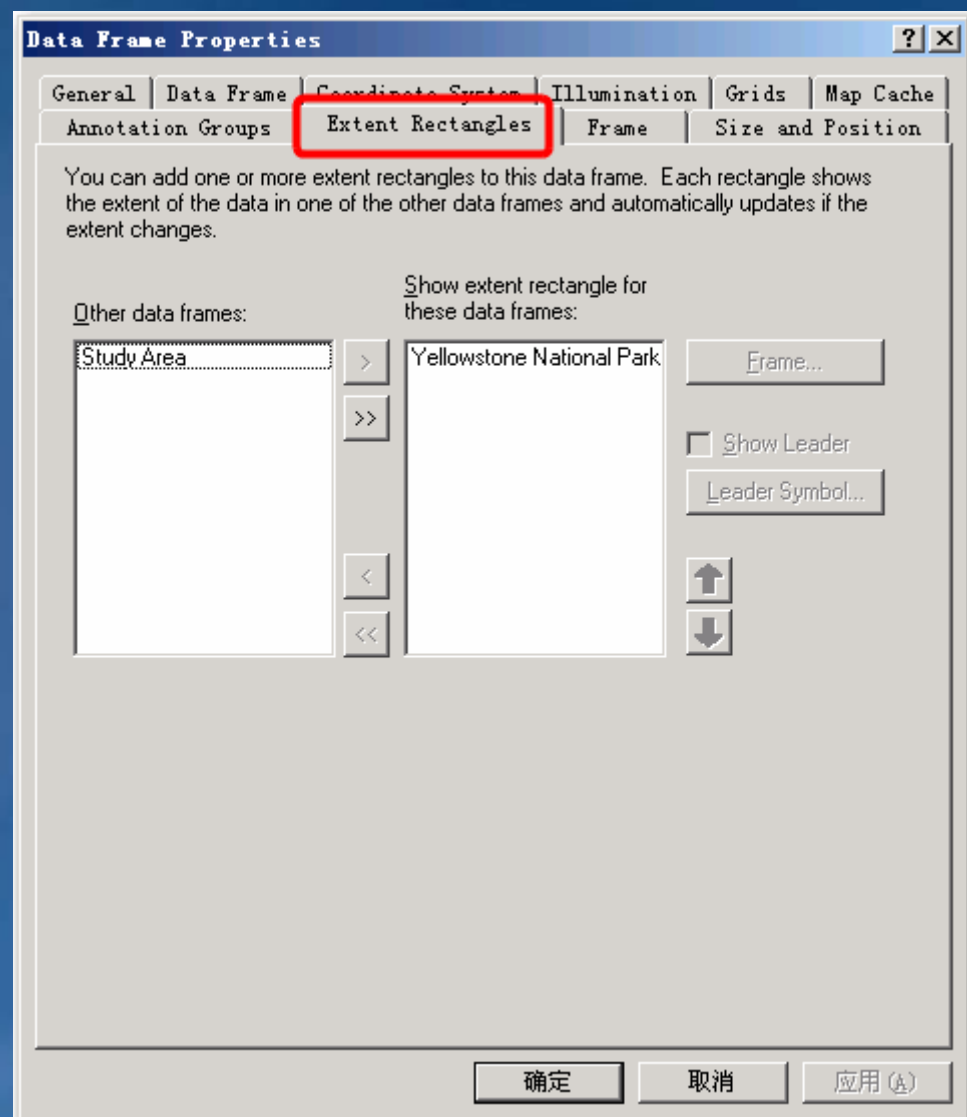 Data Frame Properties
General
Data Frame
Coordinate System
Illumination
Grids
Map Cache
Annotation Groups
Extent Rectangles
Frame
Size and Position
You can add one or more extent rectangles to this data frame. Each rectangle shows
the extent of the data in one of the other data frames and automatically updates if the
extent changes.
Other data frames:
Show extent rectangle for
these data frames:
Study Area
>
>>
<
<<
Yellowstone National Park
Frame...
Show Leader
Leader Symbol...
确定
取消
应用(A)